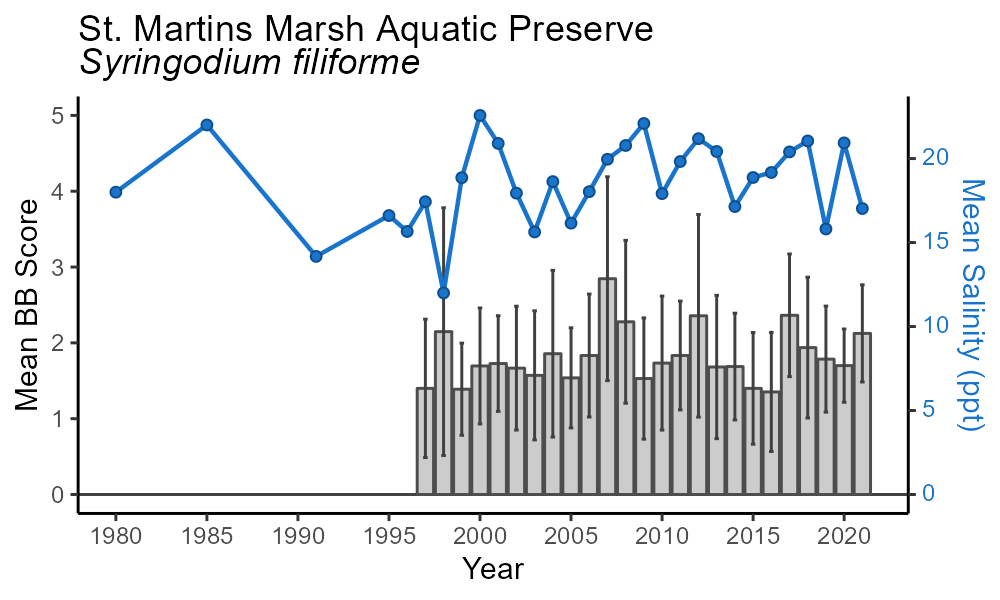 St. Martins Marsh Aquatic Preserve
Syringodium filiforme
Mean BB Score
5
4
3
2
1
0
20
15
10
5
0
Mean Salinity (ppt)
1980 1985 1990 1995 2000 2005 2010 2015 2020
Year